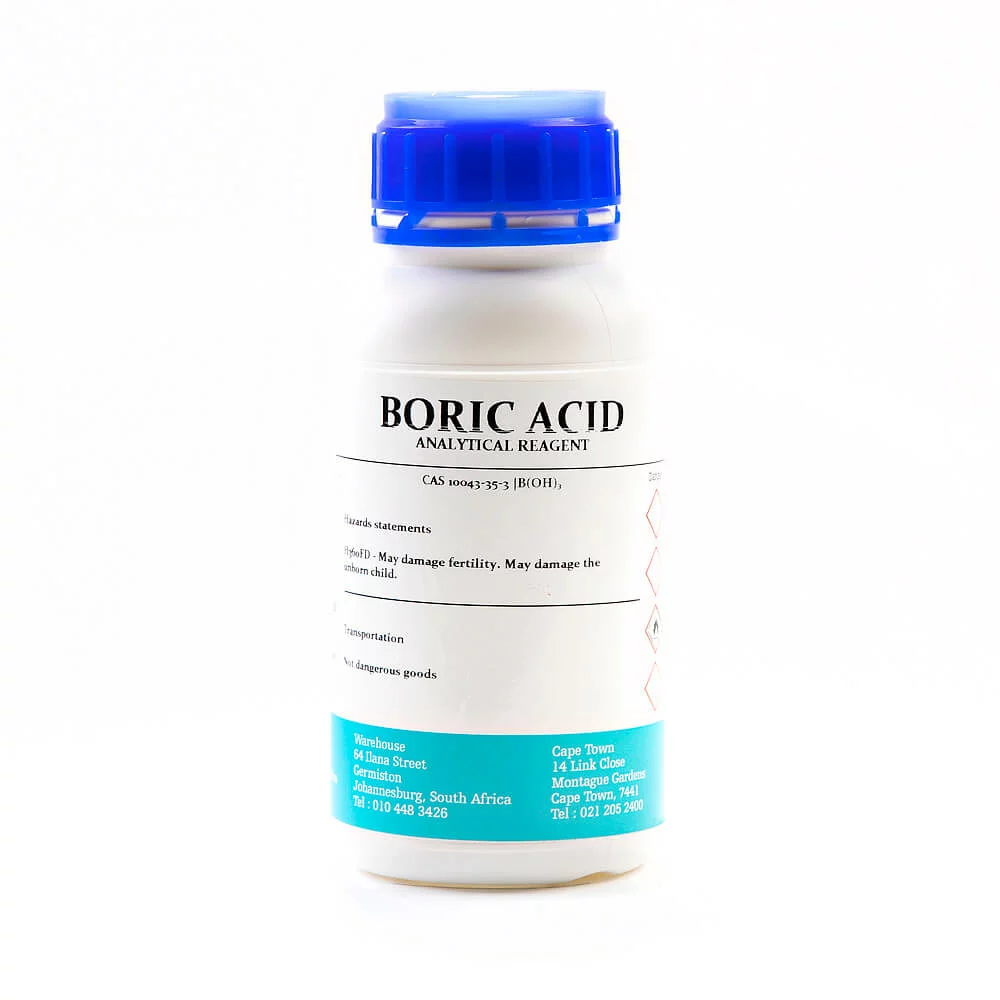 BORIC ACID
ANALYTICAL REAGENT
CAS 10043-35-3 |B(OH)₃
Hazards statements
H360FD - May damage fertility. May damage the
unborn child.
Transportation
Not dangerous goods
Warehouse
64 Ilana Street
Germiston
Johannesburg, South Africa
Tel : 010 448 3426
Cape Town
14 Link Close
Montague Gardens
Cape Town, 7441
Tel : 021 205 2400